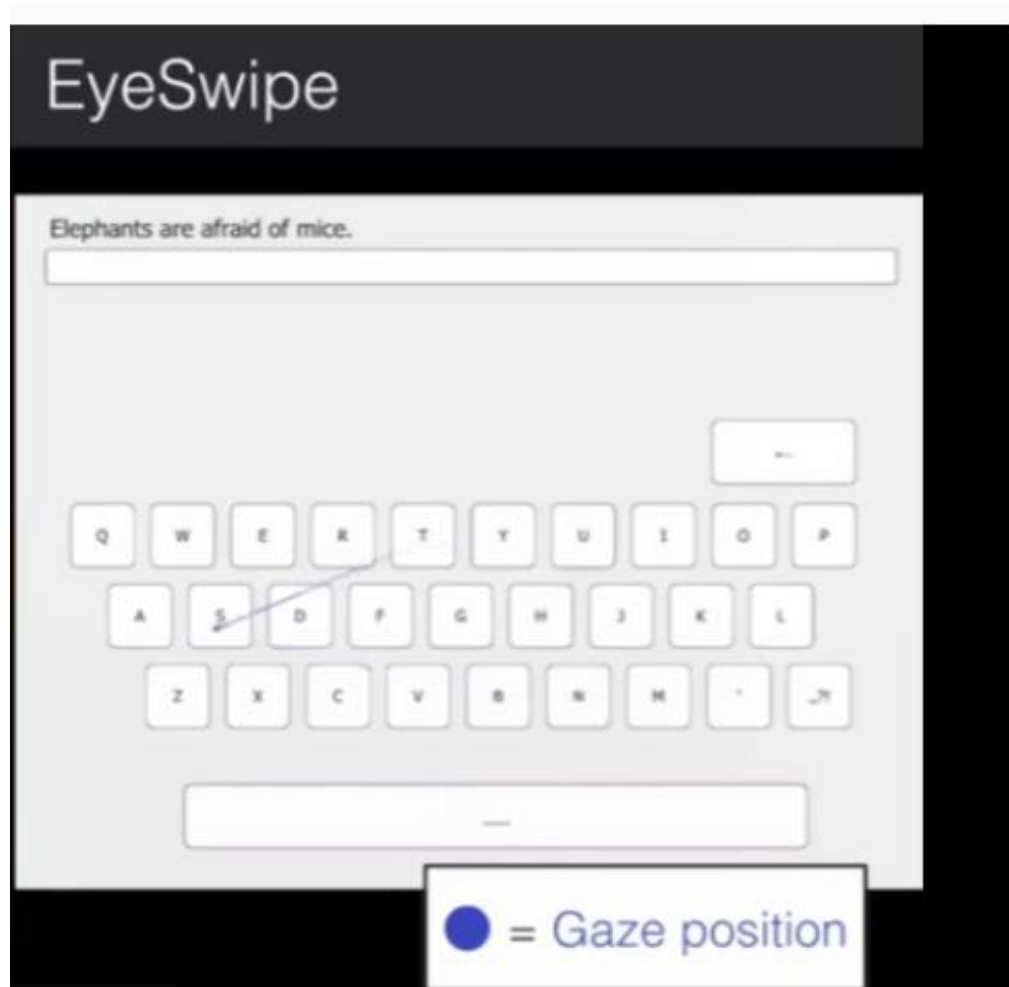 EyeSwipe
Elephants are afraid of mice.
←
Q W E R T Y U I O P
A S D F G H J K L
Z X C V B N M '
= Gaze position